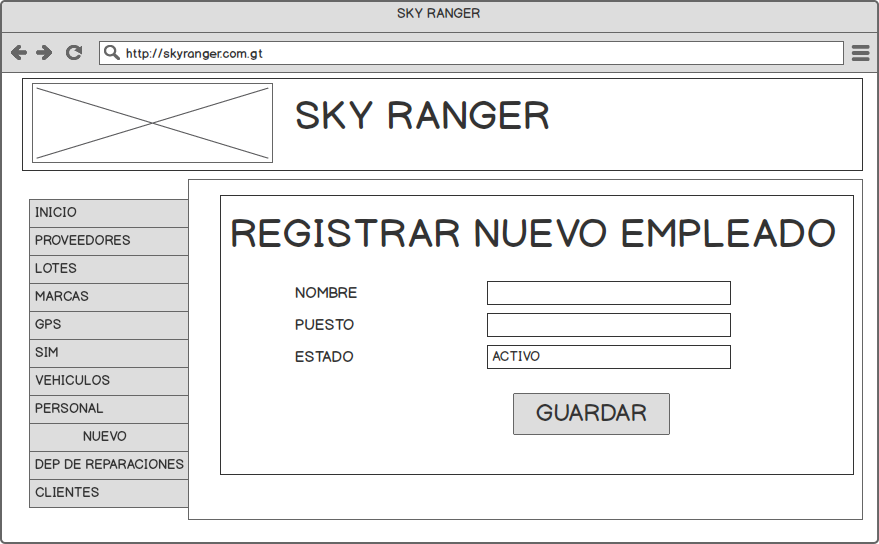 SKY RANGER
http://skyranger.com.gt
SKY RANGER
INICIO
PROVEEDORES
LOTES
MARCAS
GPS
SIM
VEHICULOS
PERSONAL
NUEVO
DEP DE REPARACIONES
CLIENTES
REGISTRAR NUEVO EMPLEADO
NOMBRE
PUESTO
ESTADO ACTIVO
GUARDAR